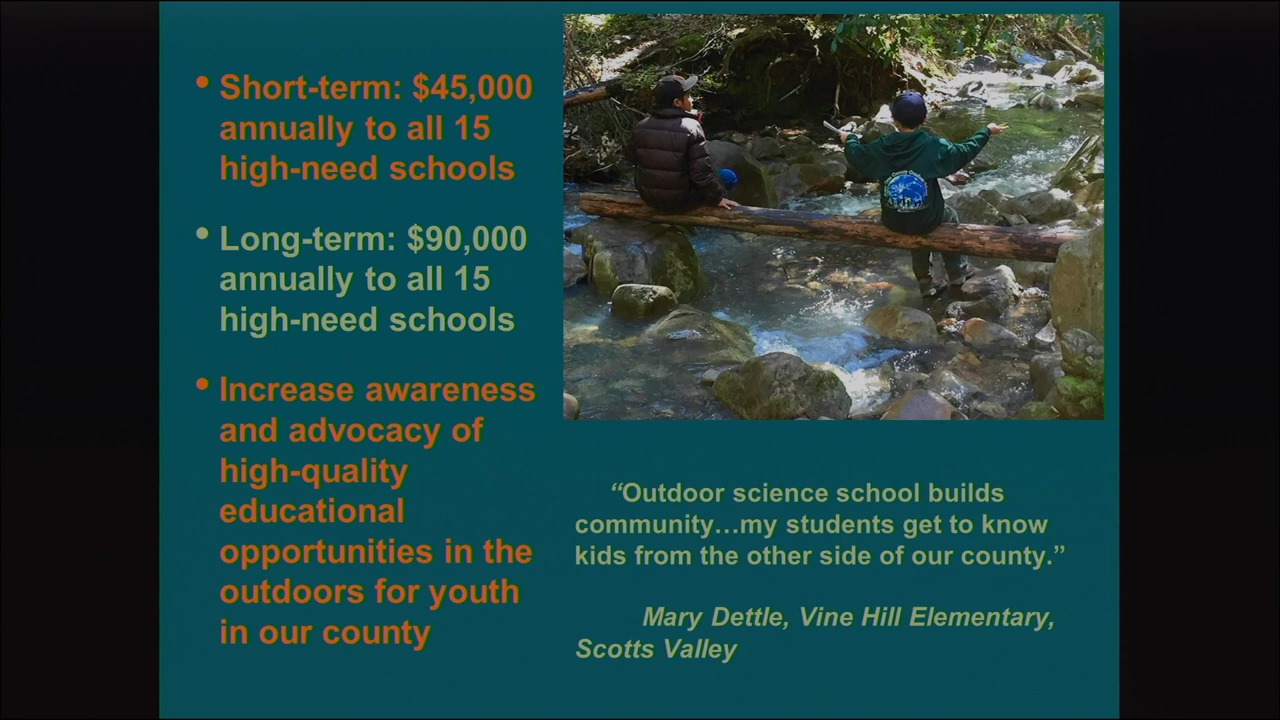 • Short-term: $45,000
annually to all 15
high-need schools
• Long-term: $90,000
annually to all 15
high-need schools
• Increase awareness
and advocacy of
high-quality
educational
opportunities in the
outdoors for youth
in our county
“Outdoor science school builds
community…my students get to know
kids from the other side of our county.”
Mary Dettle, Vine Hill Elementary,
Scotts Valley